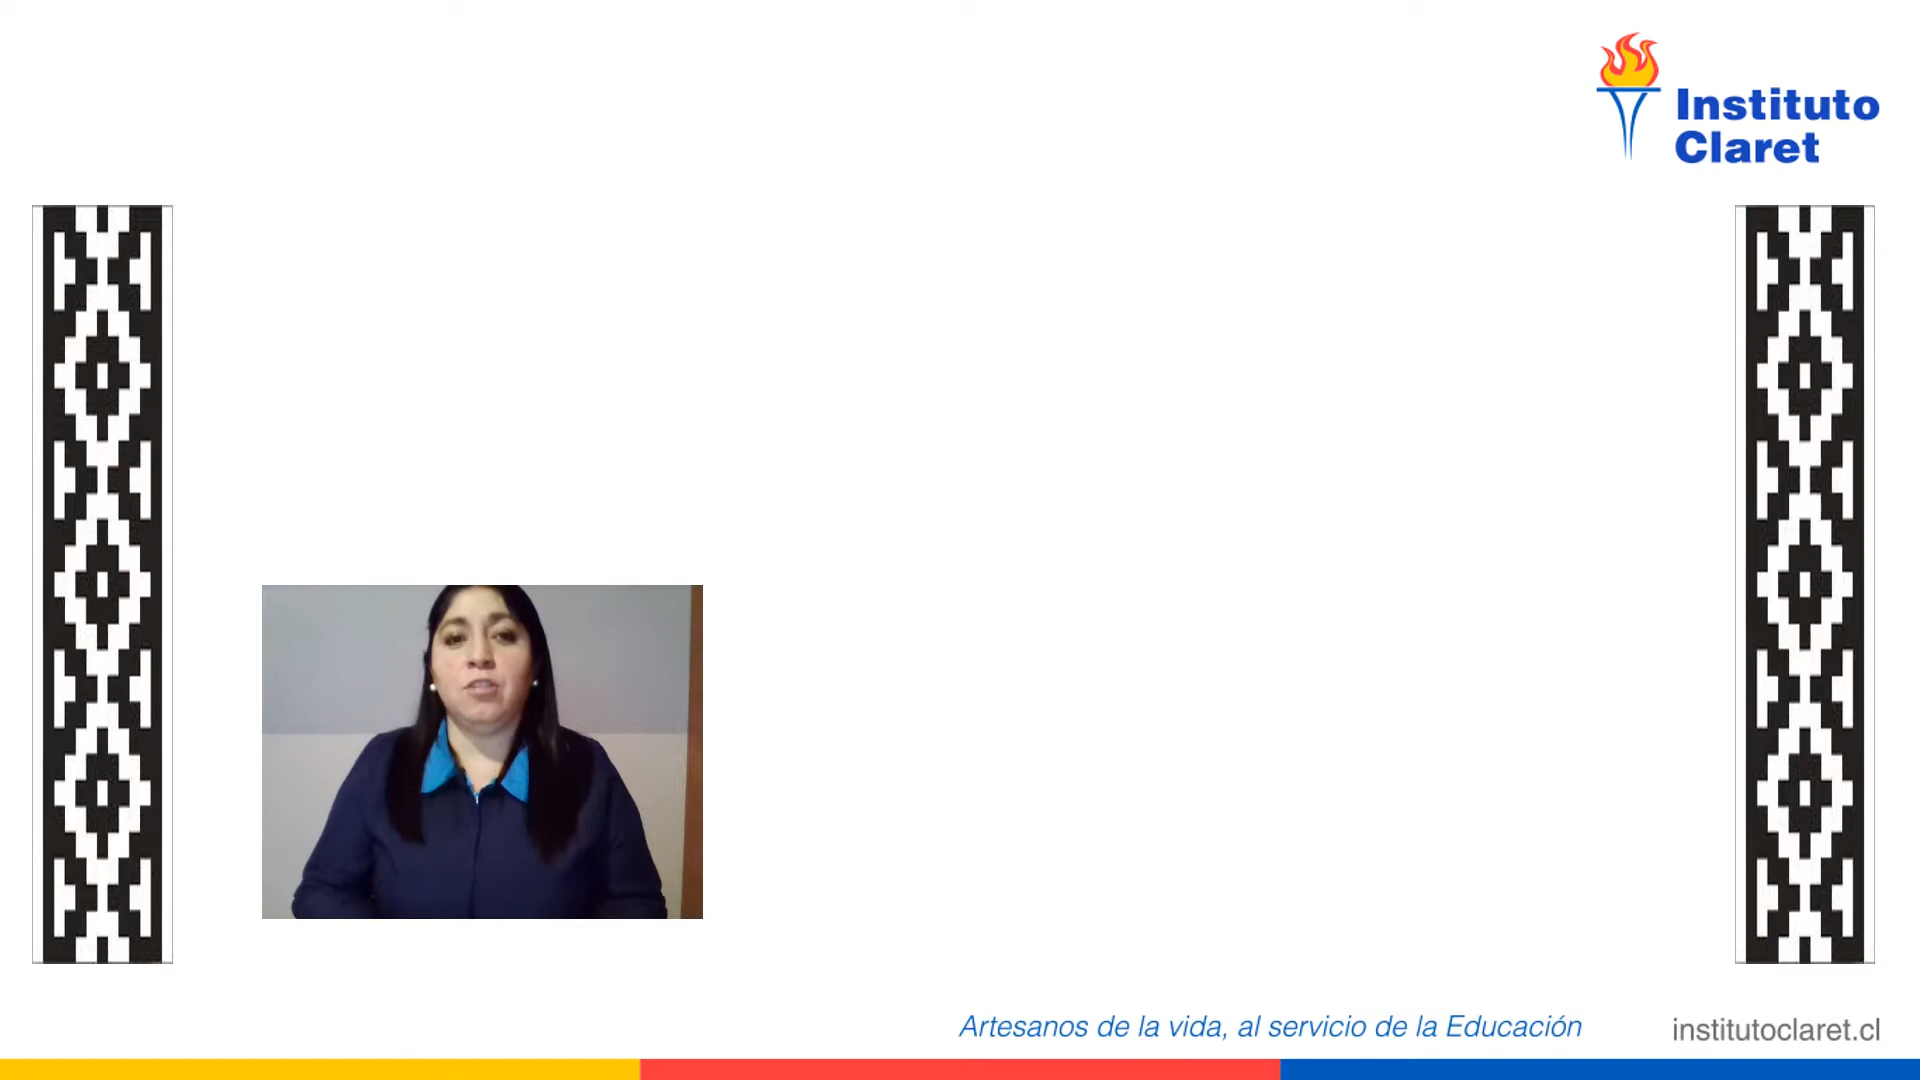 Instituto
Claret
Artesanos de la vida, al servicio de la Educación
institutoclaret.cl